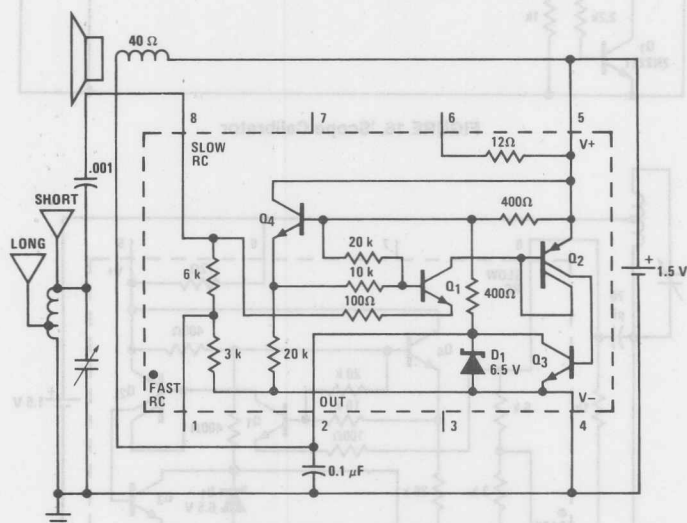 40 Ω
8
7
6
5
SLOW
RC
12Ω
V+
.001
SHORT
LONG
Q4
400Ω
20 k
10 k
6 k
100Ω
Q1
400Ω
Q2
+
1.5 V
3 k
20 k
D1
6.5 V
Q3
FAST
RC
OUT
V−
1
2
3
4
0.1 μF